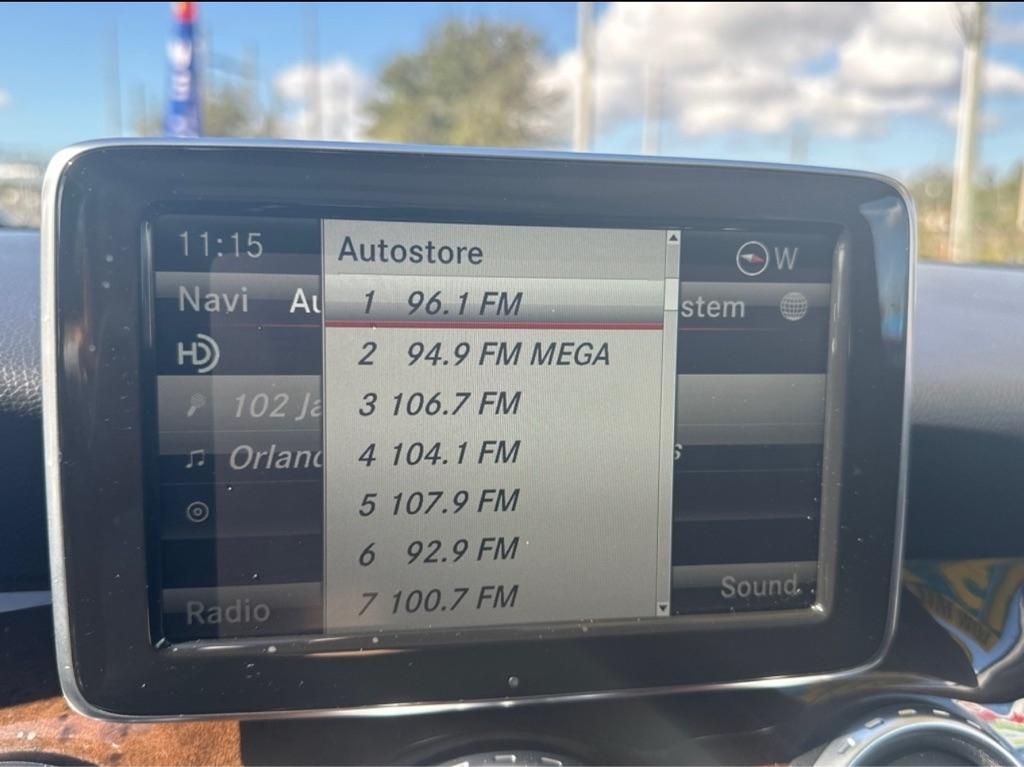 11:15 Autostore W
Navi Au stem
1 96.1 FM
HD
2 94.9 FM MEGA
3 106.7 FM
102 Ja
4 104.1 FM
Orlanc
5 107.9 FM
6 92.9 FM
7 100.7 FM
Radio
Sound